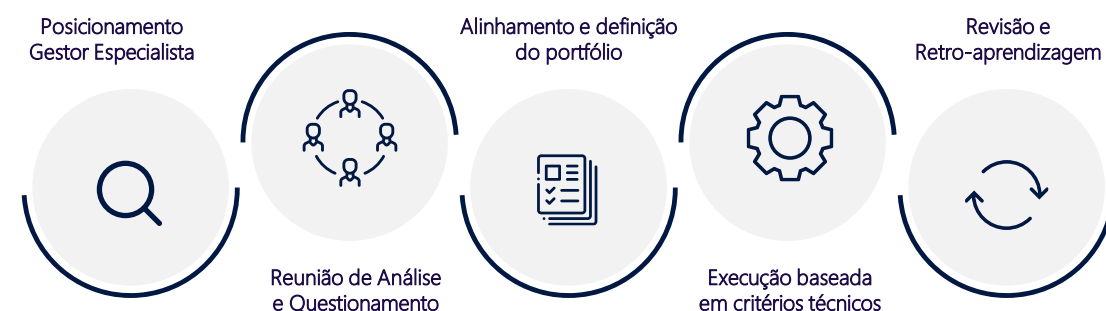 Posicionamento
Gestor Especialista
Reunião de Análise
e Questionamento
Alinhamento e definição
do portfólio
Execução baseada
em critérios técnicos
Revisão e
Retro-aprendizagem